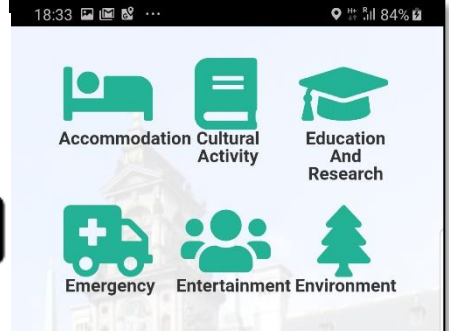 18:33 ... H+ R 84%
Accommodation Cultural Activity Education And Research
Emergency Entertainment Environment